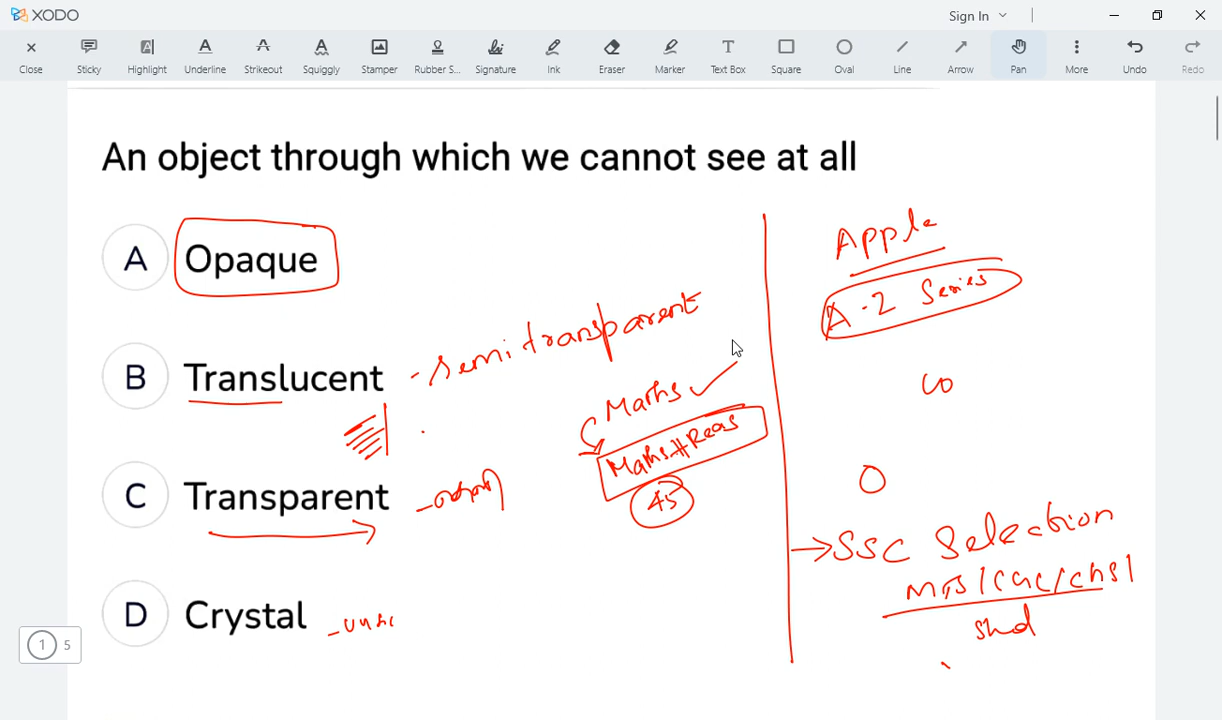 XODO
Sign In
Close Sticky Highlight Underline Strikeout Squiggly Stamper Rubber S... Signature Ink Eraser Marker Text Box Square Oval Line Arrow Pan More Undo Redo
An object through which we cannot see at all
A Opaque
B Translucent - semitransparent
C Transparent
D Crystal
Maths
Maths + Reas
45
Apple
A-2 Series
SSC Selection
MTS/CGL/CHSL
1 5